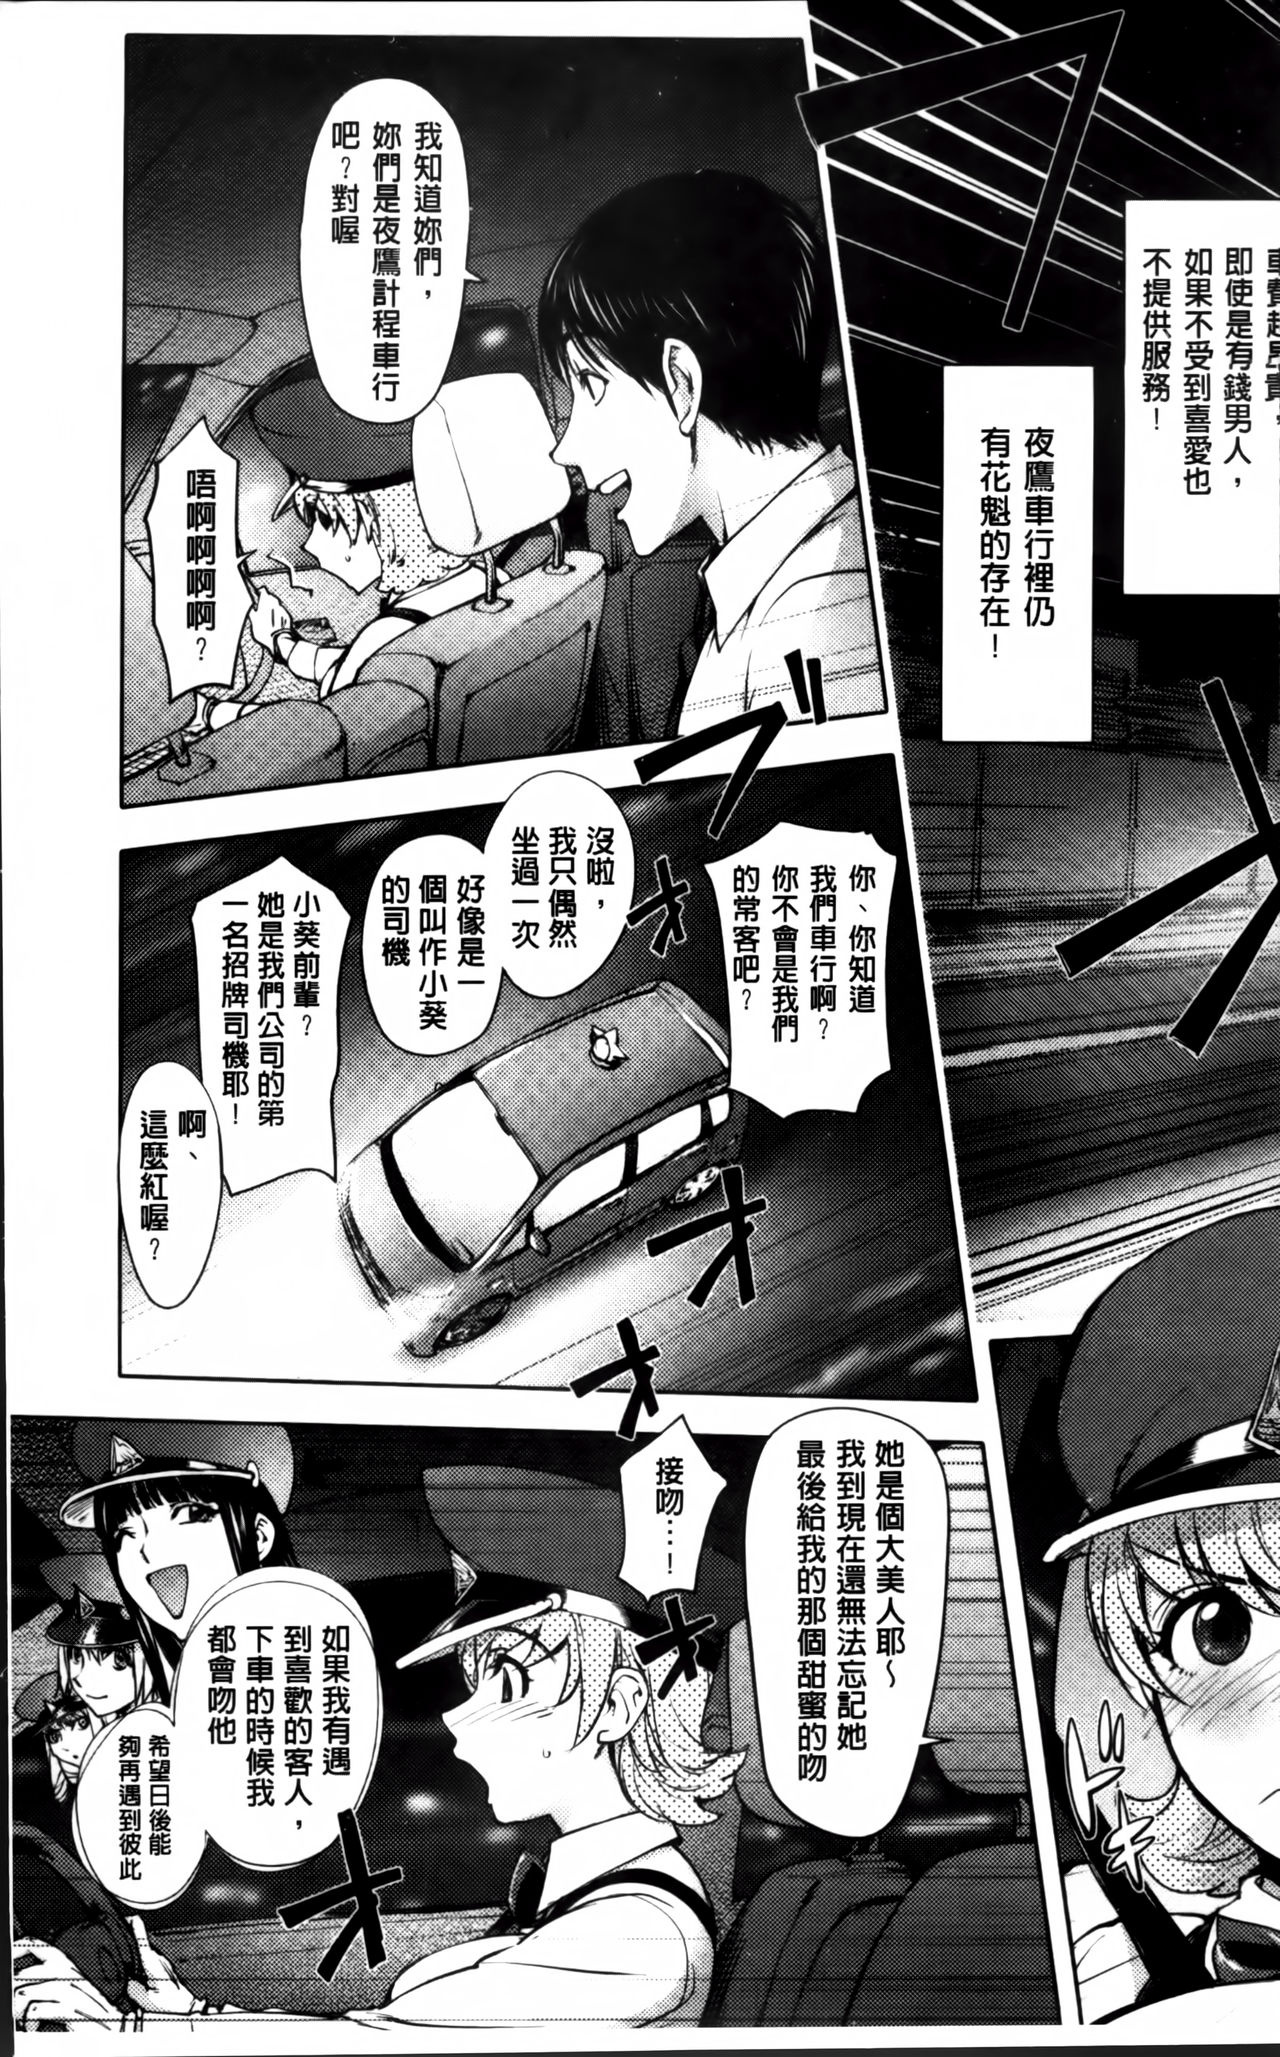 車費超昂貴，
即使是有錢男人，
如果不受到喜愛也
不提供服務！
夜鷹車行裡仍
有花魁的存在！
我知道妳們，
妳們是夜鷹計程車行
吧？對喔
唔啊啊啊啊？
你、你知道
我們車行啊？
你不會是我們
的常客吧？
沒啦，
我只偶然
坐過一次
好像是一
個叫作小葵
的司機
小葵前輩？
她是我們公司的第
一名招牌司機耶！
啊、
這麼紅喔？
ドキ
她是個大美人耶～
我到現在還無法忘記她
最後給我的那個甜蜜的吻
接吻…！
如果我有遇
到喜歡的客人，
下車的時候我
都會吻他
希望日後能
夠再遇到彼此